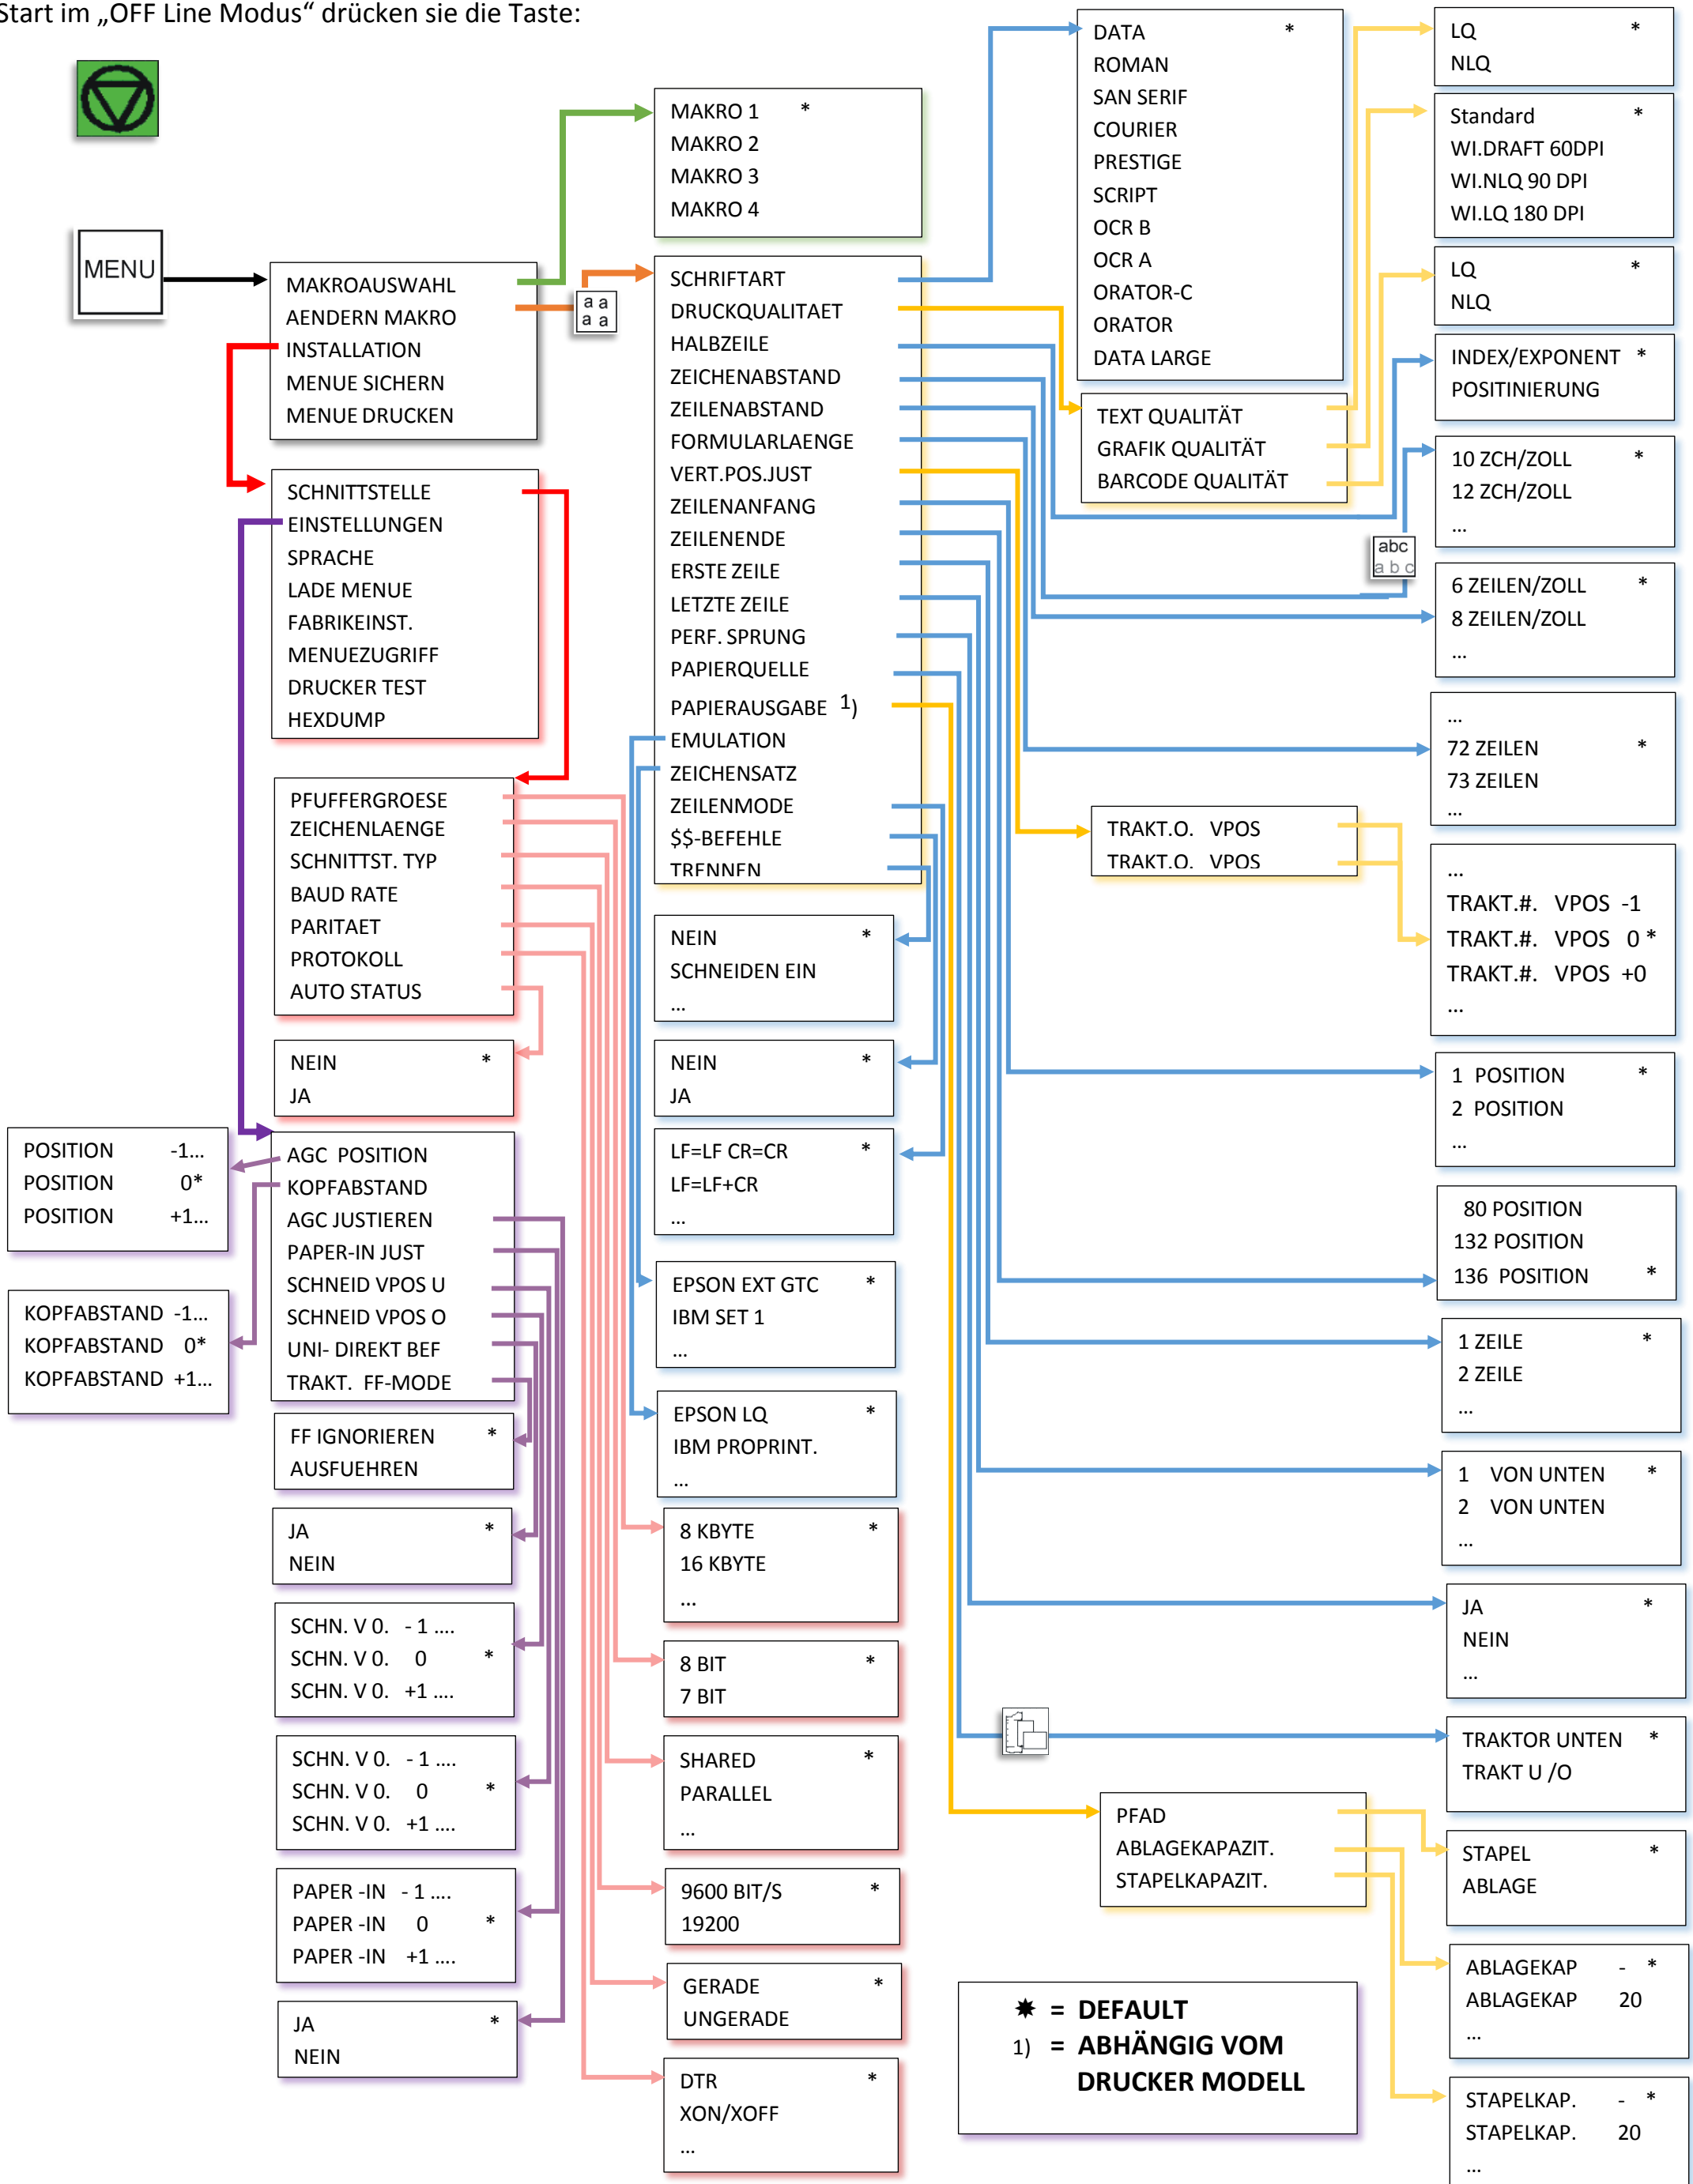 Start im „OFF Line Modus“ drücken sie die Taste:
MENU
MAKROAUSWAHL
AENDERN MAKRO
INSTALLATION
MENUE SICHERN
MENUE DRUCKEN
SCHNITTSTELLE
EINSTELLUNGEN
SPRACHE
LADE MENUE
FABRIKEINST.
MENUEZUGRIFF
DRUCKER TEST
HEXDUMP
PFUFFERGROESE
ZEICHENLAENGE
SCHNITTST. TYP
BAUD RATE
PARITAET
PROTOKOLL
AUTO STATUS
NEIN *
JA
POSITION -1...
POSITION 0*
POSITION +1...
KOPFABSTAND -1...
KOPFABSTAND 0*
KOPFABSTAND +1...
AGC POSITION
KOPFABSTAND
AGC JUSTIEREN
PAPER-IN JUST
SCHNEID VPOS U
SCHNEID VPOS O
UNI- DIREKT BEF
TRAKT. FF-MODE
FF IGNORIEREN *
AUSFUEHREN
JA *
NEIN
SCHN. V 0. - 1 ....
SCHN. V 0. 0 *
SCHN. V 0. +1 ....
SCHN. V 0. - 1 ....
SCHN. V 0. 0 *
SCHN. V 0. +1 ....
PAPER -IN - 1 ....
PAPER -IN 0 *
PAPER -IN +1 ....
JA *
NEIN
MAKRO 1 *
MAKRO 2
MAKRO 3
MAKRO 4
a a
a a
SCHRIFTART
DRUCKQUALITAET
HALBZEILE
ZEICHENABSTAND
ZEILENABSTAND
FORMULARLAENGE
VERT.POS.JUST
ZEILENANFANG
ZEILENENDE
ERSTE ZEILE
LETZTE ZEILE
PERF. SPRUNG
PAPIERQUELLE
PAPIERAUSGABE 1)
EMULATION
ZEICHENSATZ
ZEILENMODE
$$-BEFEHLE
TRENNEN
NEIN *
SCHNEIDEN EIN
...
NEIN *
JA
LF=LF CR=CR *
LF=LF+CR
...
EPSON EXT GTC *
IBM SET 1
...
EPSON LQ *
IBM PROPRINT.
...
8 KBYTE *
16 KBYTE
...
8 BIT *
7 BIT
SHARED *
PARALLEL
...
9600 BIT/S *
19200
GERADE *
UNGERADE
DTR *
XON/XOFF
...
DATA *
ROMAN
SAN SERIF
COURIER
PRESTIGE
SCRIPT
OCR B
OCR A
ORATOR-C
ORATOR
DATA LARGE
TEXT QUALITÄT
GRAFIK QUALITÄT
BARCODE QUALITÄT
abc
a b c
TRAKT.O. VPOS
TRAKT.O. VPOS
PFAD
ABLAGEKAPAZIT.
STAPELKAPAZIT.
✷ = DEFAULT
1) = ABHÄNGIG VOM
DRUCKER MODELL
LQ *
NLQ
Standard *
WI.DRAFT 60DPI
WI.NLQ 90 DPI
WI.LQ 180 DPI
LQ *
NLQ
INDEX/EXPONENT *
POSITINIERUNG
10 ZCH/ZOLL *
12 ZCH/ZOLL
...
6 ZEILEN/ZOLL *
8 ZEILEN/ZOLL
...
...
72 ZEILEN *
73 ZEILEN
...
...
TRAKT.#. VPOS -1
TRAKT.#. VPOS 0 *
TRAKT.#. VPOS +0
...
1 POSITION *
2 POSITION
...
80 POSITION
132 POSITION
136 POSITION *
1 ZEILE *
2 ZEILE
...
1 VON UNTEN *
2 VON UNTEN
...
JA *
NEIN
...
TRAKTOR UNTEN *
TRAKT U /O
STAPEL *
ABLAGE
ABLAGEKAP - *
ABLAGEKAP 20
...
STAPELKAP. - *
STAPELKAP. 20
...